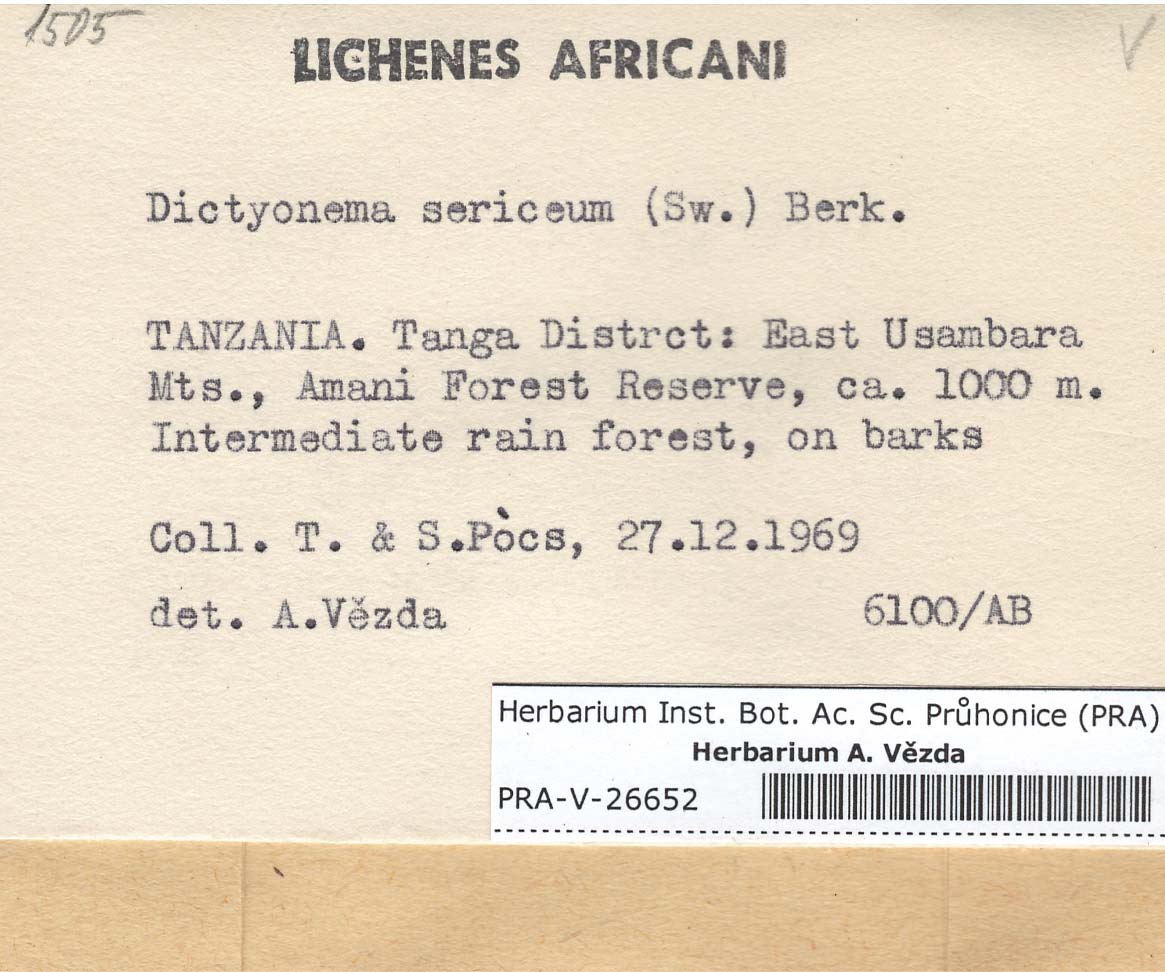 1505
V
LICHENES AFRICANI
Dictyonema sericeum (Sw.) Berk.
TANZANIA. Tanga Distrct: East Usambara
Mts., Amani Forest Reserve, ca. 1000 m.
Intermediate rain forest, on barks
Coll. T. & S.Pòcs, 27.12.1969
det. A.Vězda 6100/AB
Herbarium Inst. Bot. Ac. Sc. Průhonice (PRA)
Herbarium A. Vězda
PRA-V-26652